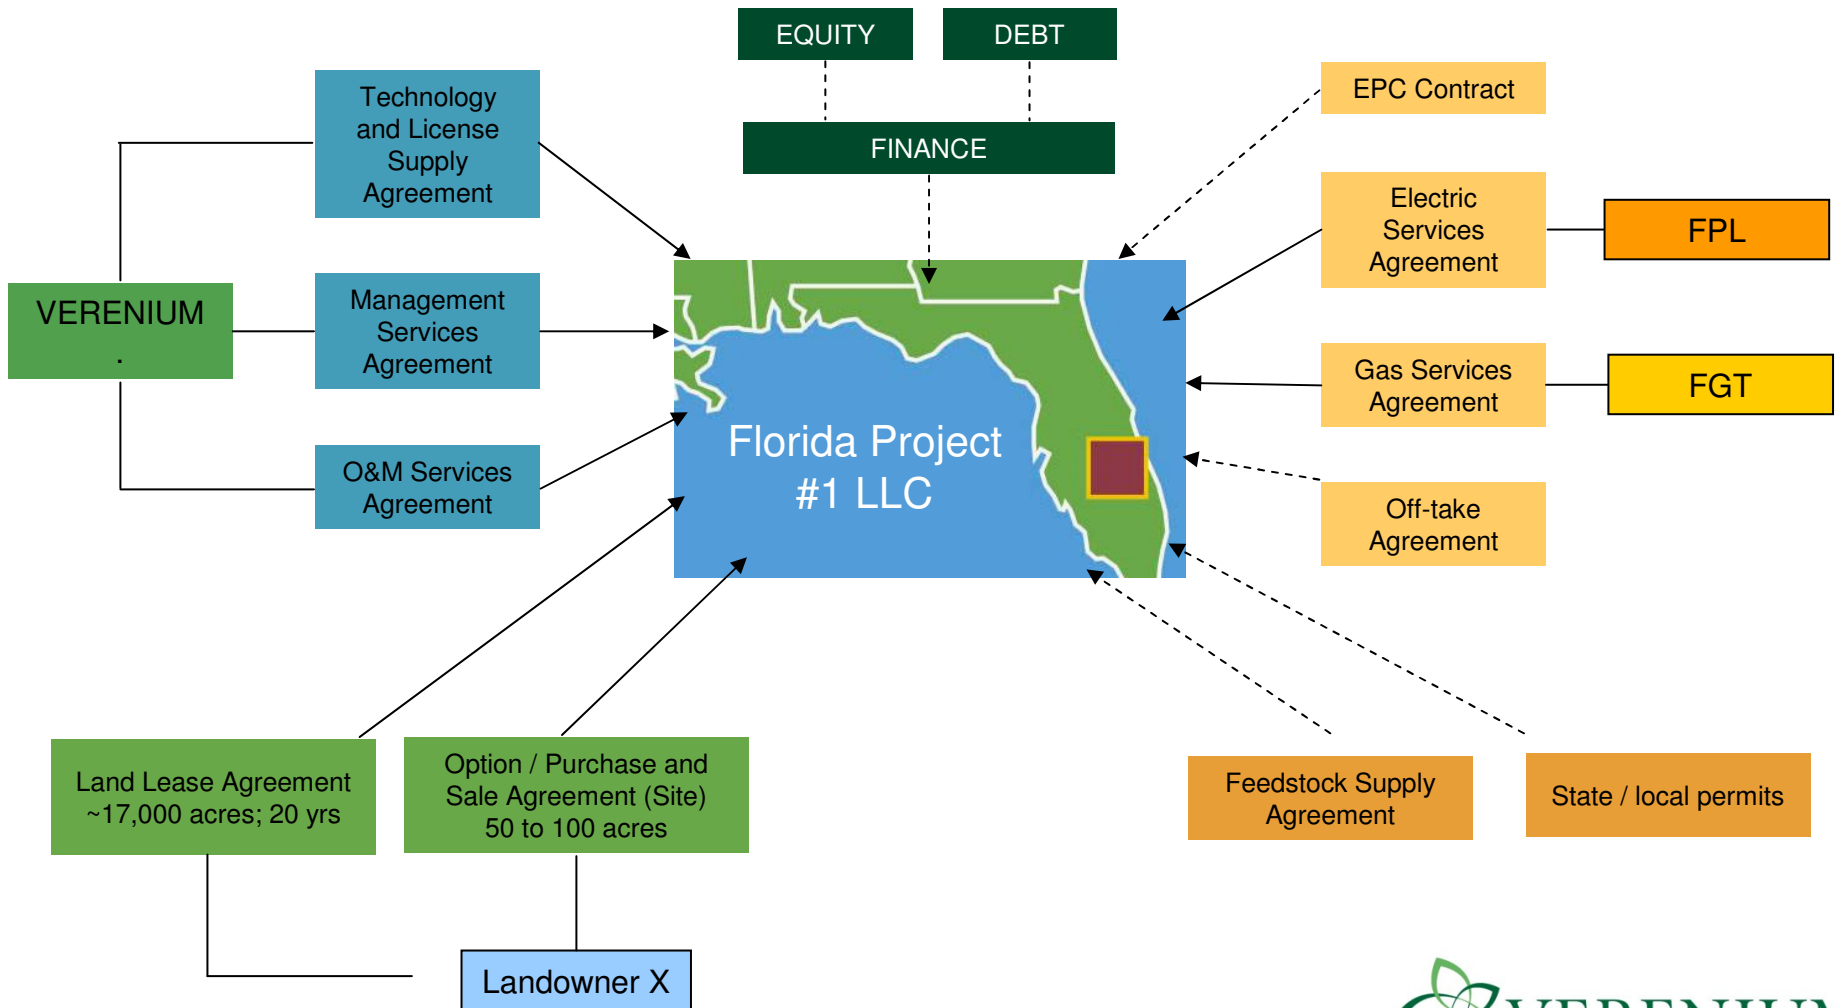 EQUITY
DEBT
FINANCE
Technology
and License
Supply
Agreement
EPC Contract
Electric
Services
Agreement
FPL
VERENIUM
.
Management
Services
Agreement
Gas Services
Agreement
FGT
Florida Project
#1 LLC
O&M Services
Agreement
Off-take
Agreement
Land Lease Agreement
~17,000 acres; 20 yrs
Option / Purchase and
Sale Agreement (Site)
50 to 100 acres
Feedstock Supply
Agreement
State / local permits
Landowner X
VERENIUM